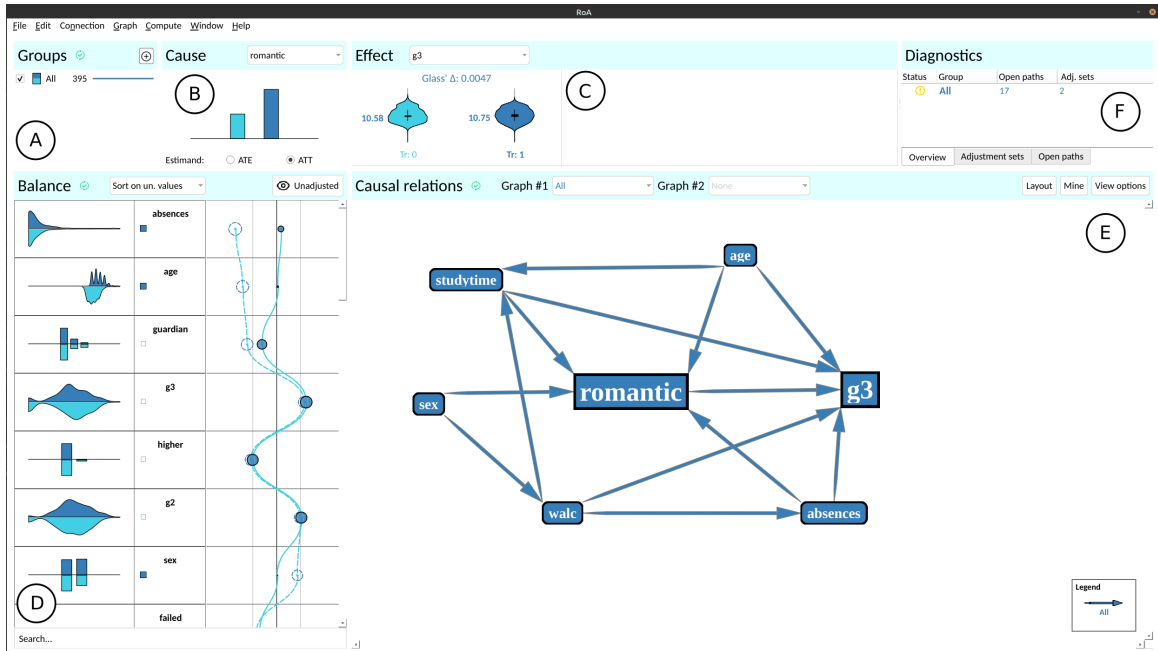 RoA
File Edit Connection Graph Compute Window Help
Groups
Cause romantic
Effect g3
Diagnostics
All 395
A
B
Estimand: ATE ATT
Glass' Δ: 0.0047
10.58
10.75
Tr: 0
Tr: 1
C
Status Group Open paths Adj. sets
All 17 2
F
Overview Adjustment sets Open paths
Balance Sort on un. values Unadjusted
Causal relations Graph #1 All Graph #2 None Layout Mine View options
absences
age
guardian
g3
higher
g2
sex
failed
D
Search...
E
age
studytime
romantic
g3
sex
walc
absences
Legend
All